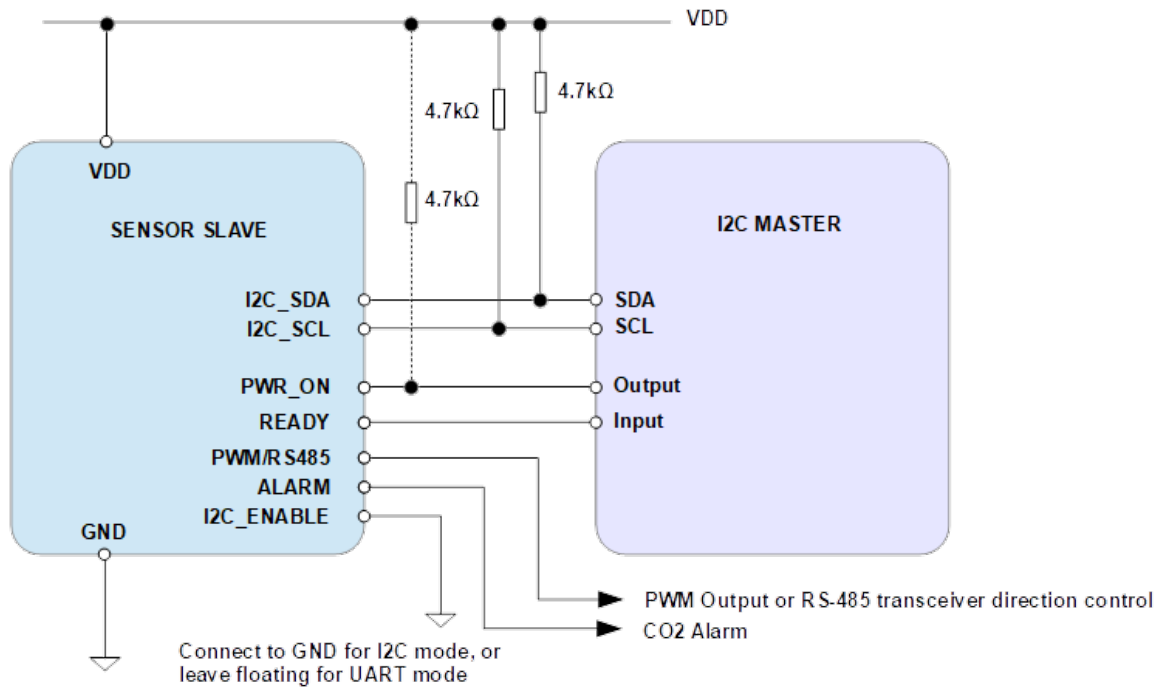 VDD
4.7kΩ
4.7kΩ
VDD
4.7kΩ
SENSOR SLAVE
I2C MASTER
I2C_SDA
SDA
I2C_SCL
SCL
PWR_ON
Output
READY
Input
PWM/RS485
ALARM
I2C_ENABLE
GND
PWM Output or RS-485 transceiver direction control
CO2 Alarm
Connect to GND for I2C mode, or
leave floating for UART mode